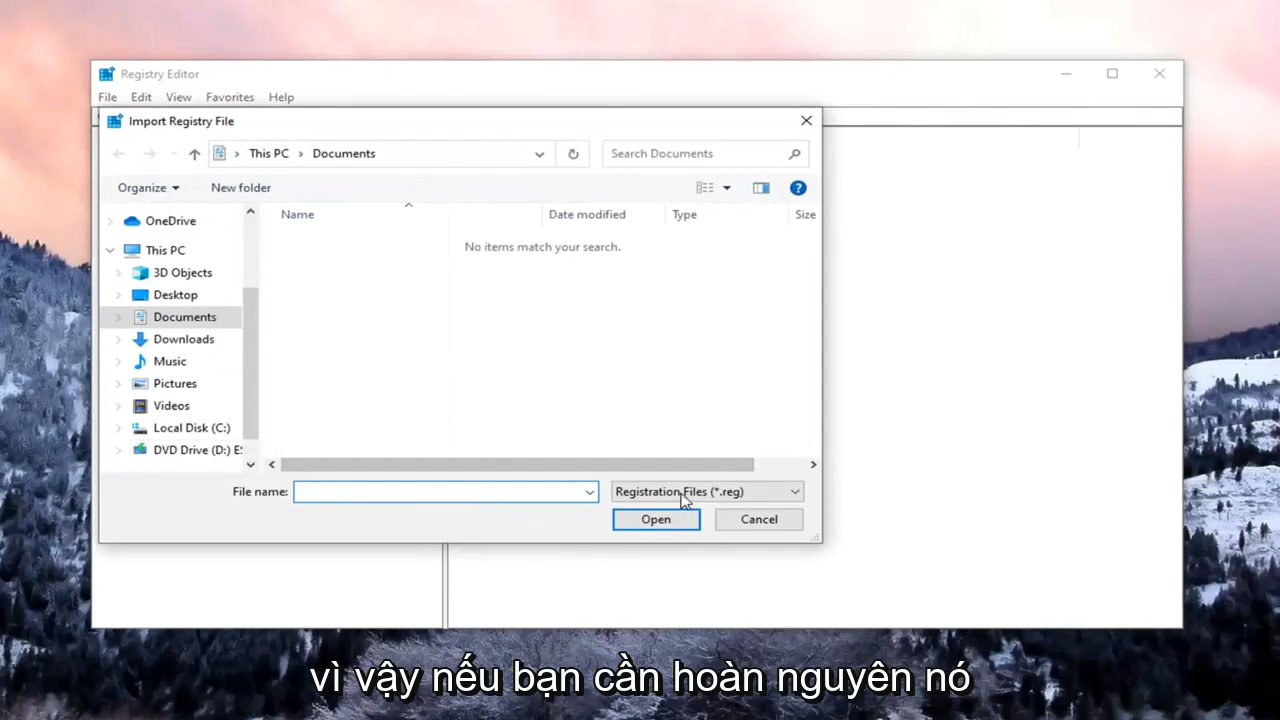 Registry Editor
File Edit View Favorites Help
Import Registry File
This PC Documents
Search Documents
Organize New folder
Name Date modified Type Size
No items match your search.
OneDrive
This PC
3D Objects
Desktop
Documents
Downloads
Music
Pictures
Videos
Local Disk (C:)
DVD Drive (D:) ES
File name: Registration Files (*.reg)
Open Cancel
vì vậy nếu bạn cần hoàn nguyên nó